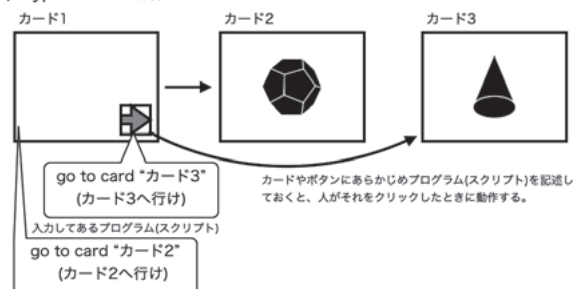 カード1
カード2
カード3
go to card “カード3”
(カード3へ行け)
カードやボタンにあらかじめプログラム(スクリプト)を記述し
ておくと、人がそれをクリックしたときに動作する。
入力してあるプログラム(スクリプト)
go to card “カード2”
(カード2へ行け)